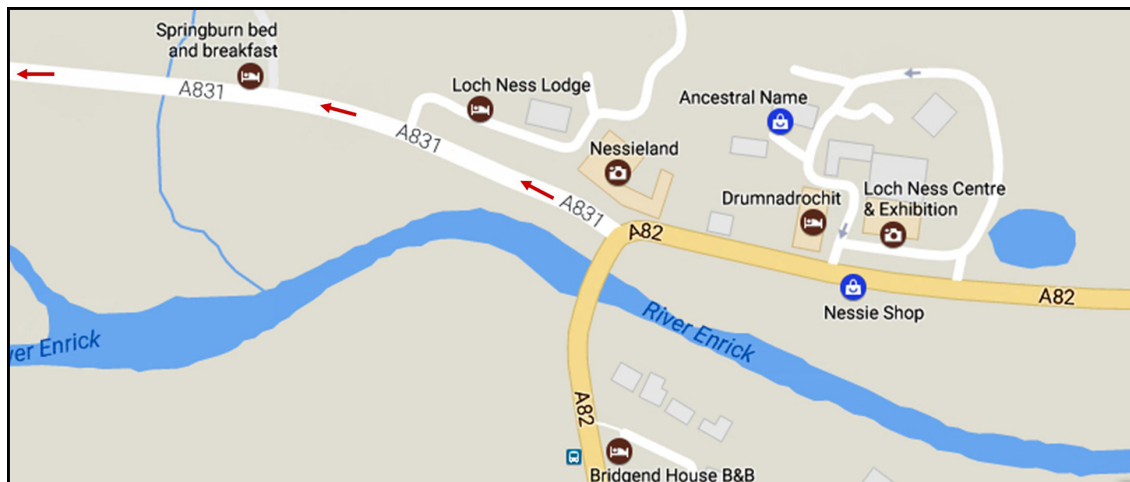 Springburn bed
and breakfast
A831
Loch Ness Lodge
A831
Nessieland
A831
A82
Ancestral Name
Drumnadrochit
Loch Ness Centre
& Exhibition
Nessie Shop
A82
River Enrick
ver Enrick
A82
Bridgend House B&B